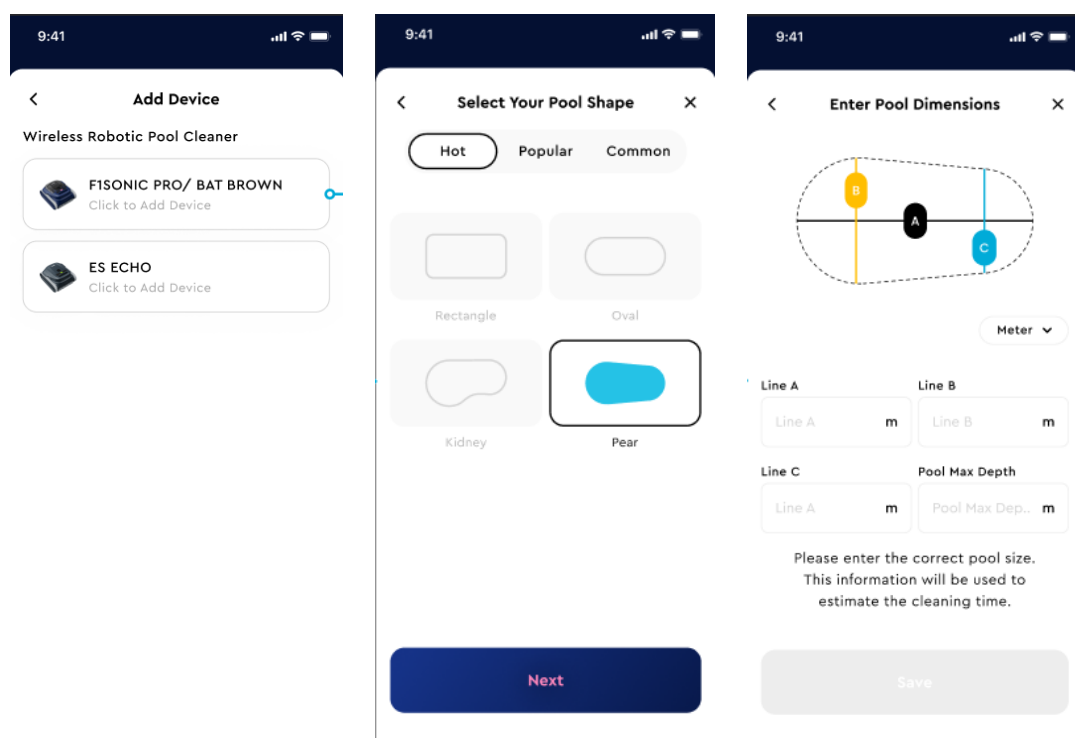 9:41
Add Device
Wireless Robotic Pool Cleaner
F1SONIC PRO/ BAT BROWN
Click to Add Device
ES ECHO
Click to Add Device
9:41
Select Your Pool Shape
Hot Popular Common
Rectangle Oval
Kidney Pear
Next
9:41
Enter Pool Dimensions
B
A
C
Meter
Line A Line B
Line A m Line B m
Line C Pool Max Depth
Line A m Pool Max Dep.. m
Please enter the correct pool size.
This information will be used to
estimate the cleaning time.
Save